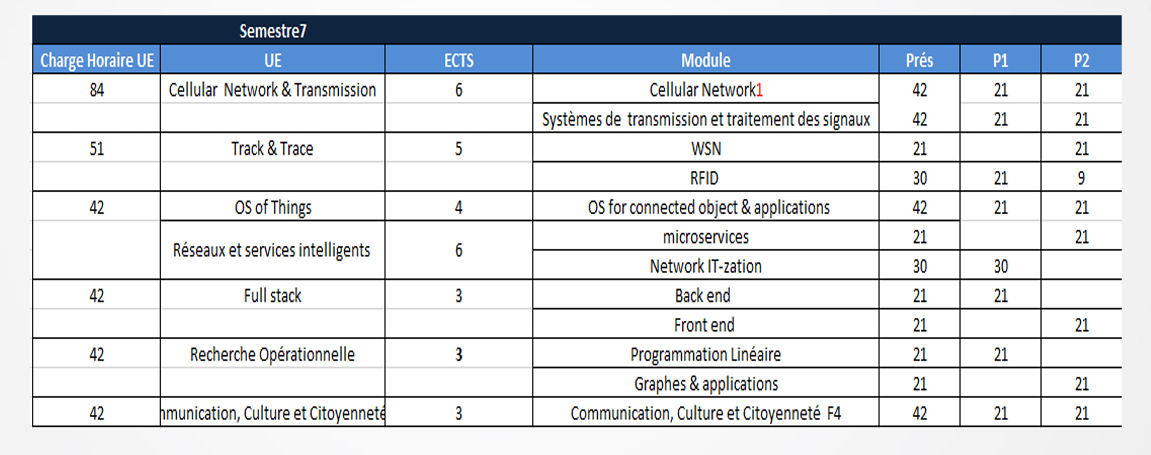 Semestre7
Charge Horaire UE UE ECTS Module Prés P1 P2
84 Cellular Network & Transmission 6 Cellular Network1 42 21 21
Systèmes de transmission et traitement des signaux 42 21 21
51 Track & Trace 5 WSN 21 21
RFID 30 21 9
42 OS of Things 4 OS for connected object & applications 42 21 21
Réseaux et services intelligents 6 microservices 21 21
Network IT-zation 30 30
42 Full stack 3 Back end 21 21
Front end 21 21
42 Recherche Opérationnelle 3 Programmation Linéaire 21 21
Graphes & applications 21 21
42 nmunication, Culture et Citoyenneté 3 Communication, Culture et Citoyenneté F4 42 21 21